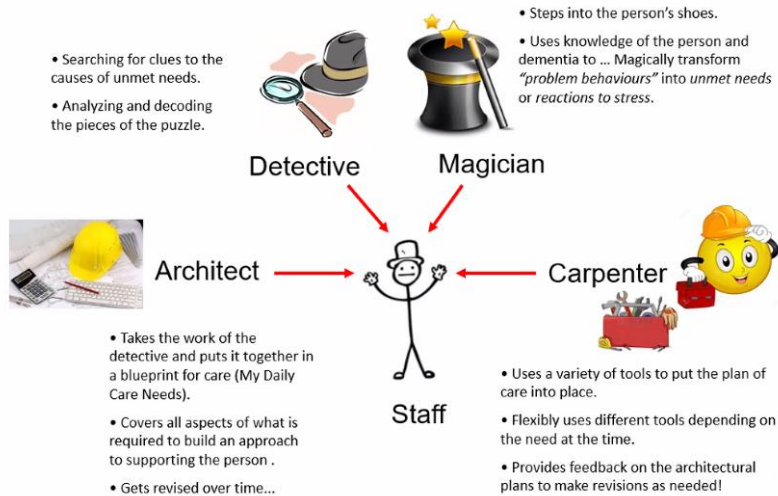 • Searching for clues to the
causes of unmet needs.
• Analyzing and decoding
the pieces of the puzzle.
Detective
• Steps into the person's shoes.
• Uses knowledge of the person and
dementia to ... Magically transform
"problem behaviours" into unmet needs
or reactions to stress.
Magician
Architect
• Takes the work of the
detective and puts it together in
a blueprint for care (My Daily
Care Needs).
• Covers all aspects of what is
required to build an approach
to supporting the person .
• Gets revised over time...
Staff
Carpenter
• Uses a variety of tools to put the plan of
care into place.
• Flexibly uses different tools depending on
the need at the time.
• Provides feedback on the architectural
plans to make revisions as needed!